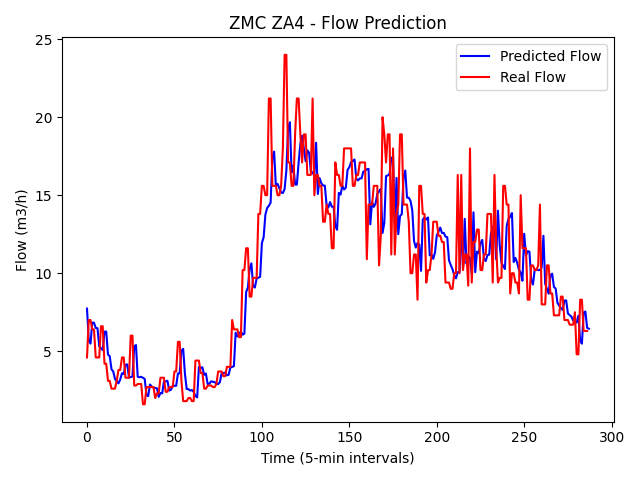 ZMC ZA4 - Flow Prediction
Predicted Flow
Real Flow
Flow (m3/h)
25
20
15
10
5
0
50
100
150
200
250
300
Time (5-min intervals)